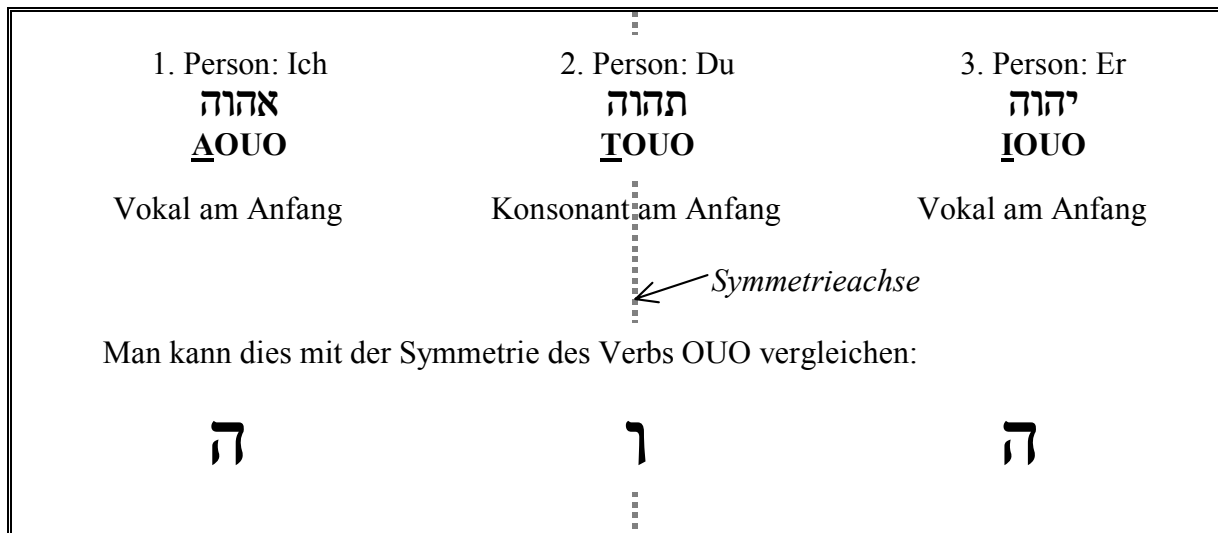 1. Person: Ich 2. Person: Du 3. Person: Er
אהוה תהוה יהוה
AOUO TOUO IOUO
Vokal am Anfang Konsonant am Anfang Vokal am Anfang
Symmetrieachse
Man kann dies mit der Symmetrie des Verbs OUO vergleichen:
ה ו ה